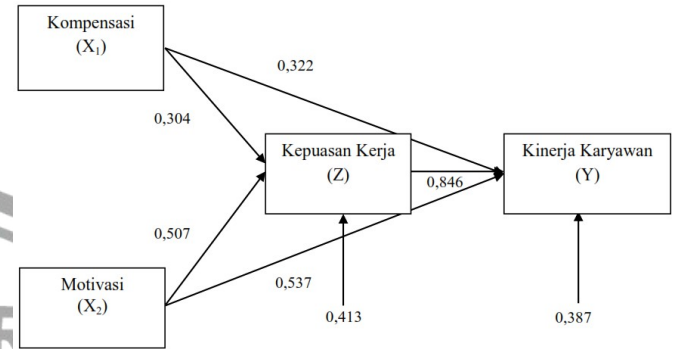 Kompensasi
(X₁)
0,322
0,304
Kepuasan Kerja
(Z)
Kinerja Karyawan
(Y)
0,846
0,507
Motivasi
(X₂)
0,537
0,413
0,387